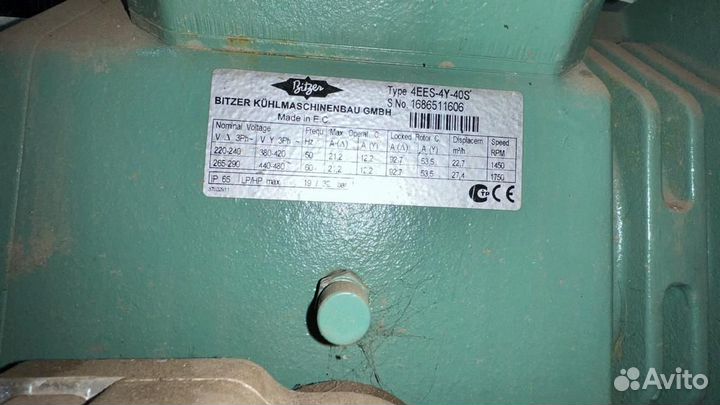 Bitzer
BITZER KÜHLMASCHINENBAU GMBH
Made in E.C.
Type 4EES-4Y-40S
S.No. 1686511606
Nominal Voltage Frequ. Max. Operat. C. Locked Rotor C. Displacem. Speed
V Δ 3Ph~ V Y 3Ph~ Hz A (Δ) A (Y) A (Δ) A (Y) m³/h RPM
220-240 380-420 50 21,2 12,2 92,7 53,5 22,7 1450
265-290 440-480 60 21,2 12,2 92,7 53,5 27,4 1750
IP 65 LP/HP max. 19 / bar
CE
Avito